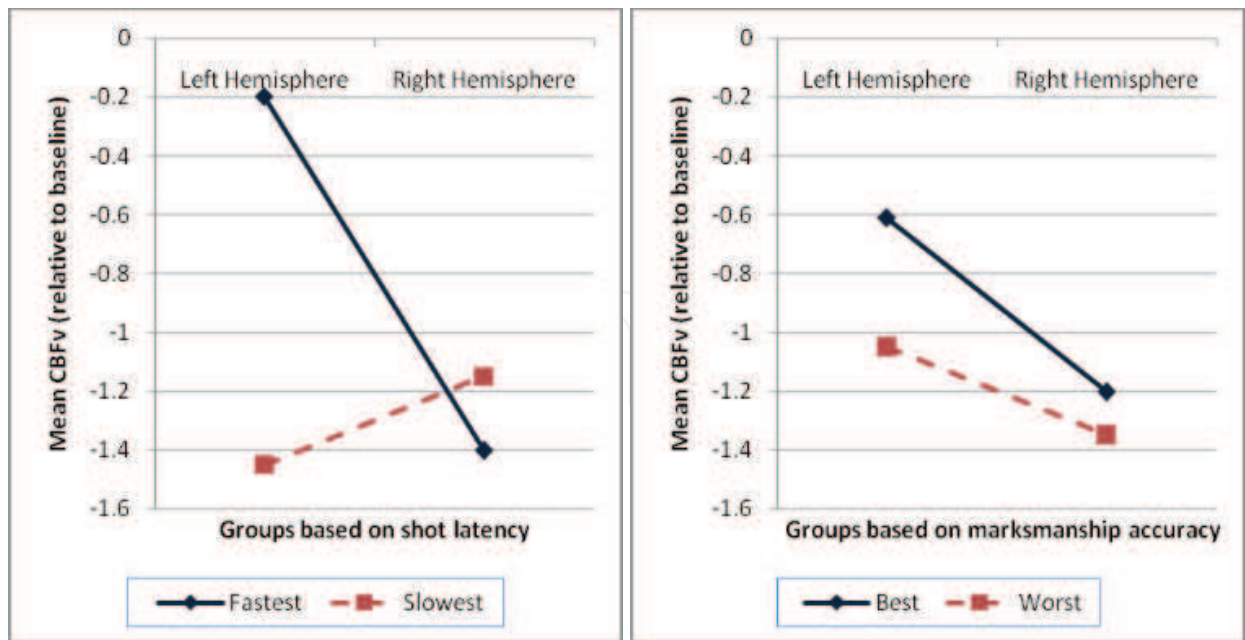 0
Left Hemisphere Right Hemisphere
-0.2
-0.4
-0.6
-0.8
-1
-1.2
-1.4
-1.6
Mean CBFv (relative to baseline)
Groups based on shot latency
Fastest Slowest
0
Left Hemisphere Right Hemisphere
-0.2
-0.4
-0.6
-0.8
-1
-1.2
-1.4
-1.6
Mean CBFv (relative to baseline)
Groups based on marksmanship accuracy
Best Worst